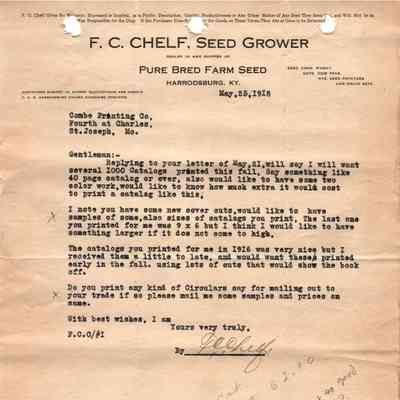 F. C. CHELF, SEED GROWER
PURE BRED FARM SEED
HARRODSBURG, KY.
May,25,1918
Combe Printing Co,
Fourth at Charles,
St.Joseph, Mo.
Gentleman:-
Replying to your letter of May,21,will say I will want
several 1000 Catalogs printed this fall, Say something like
40 page catalog or over, also would like to have some two
color work,would like to know how much extra it would cost
to print a catalog like this,
I note you have some new cover cuts,would like to have
samples of some,also sizes of catalogs you print, The last one
you printed for me was 9 x 6 but I think I would like to have
something larger if it dos not some to high.
The catalogs you printed for me in 1916 was very nice but I
received them a little to late, and would want these printed
early in the fall. using lots of cuts that would show the book
off.
x Do you print any kind of Circulars say for mailing out to
your trade if so please mail me some samples and prices on
same.
With best wishes, I am
Yours very truly,
F.C.C/#1
By F.C. Chelf